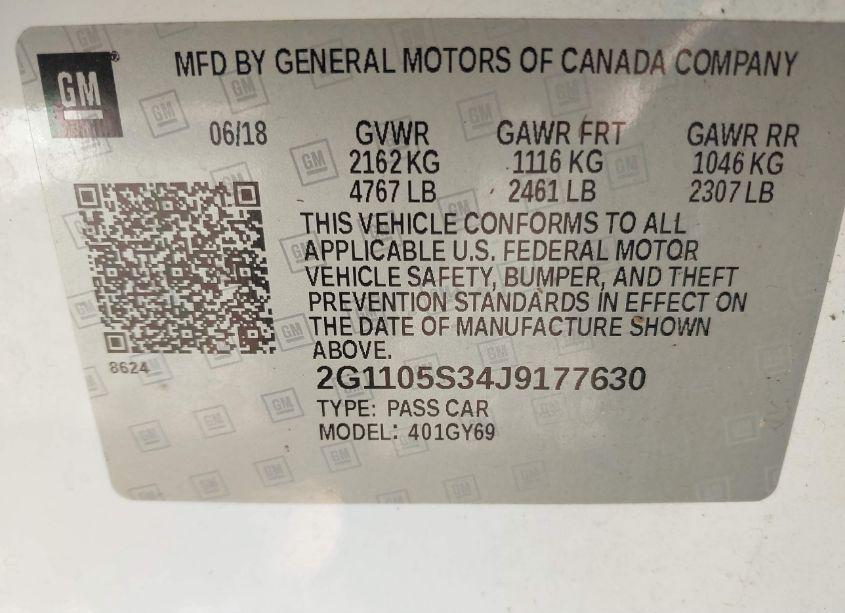 GM
MFD BY GENERAL MOTORS OF CANADA COMPANY
06/18 GVWR GAWR FRT GAWR RR
2162 KG 1116 KG 1046 KG
4767 LB 2461 LB 2307 LB
THIS VEHICLE CONFORMS TO ALL
APPLICABLE U.S. FEDERAL MOTOR
VEHICLE SAFETY, BUMPER, AND THEFT
PREVENTION STANDARDS IN EFFECT ON
THE DATE OF MANUFACTURE SHOWN
ABOVE.
8624
2G1105S34J9177630
TYPE: PASS CAR
MODEL: 401GY69